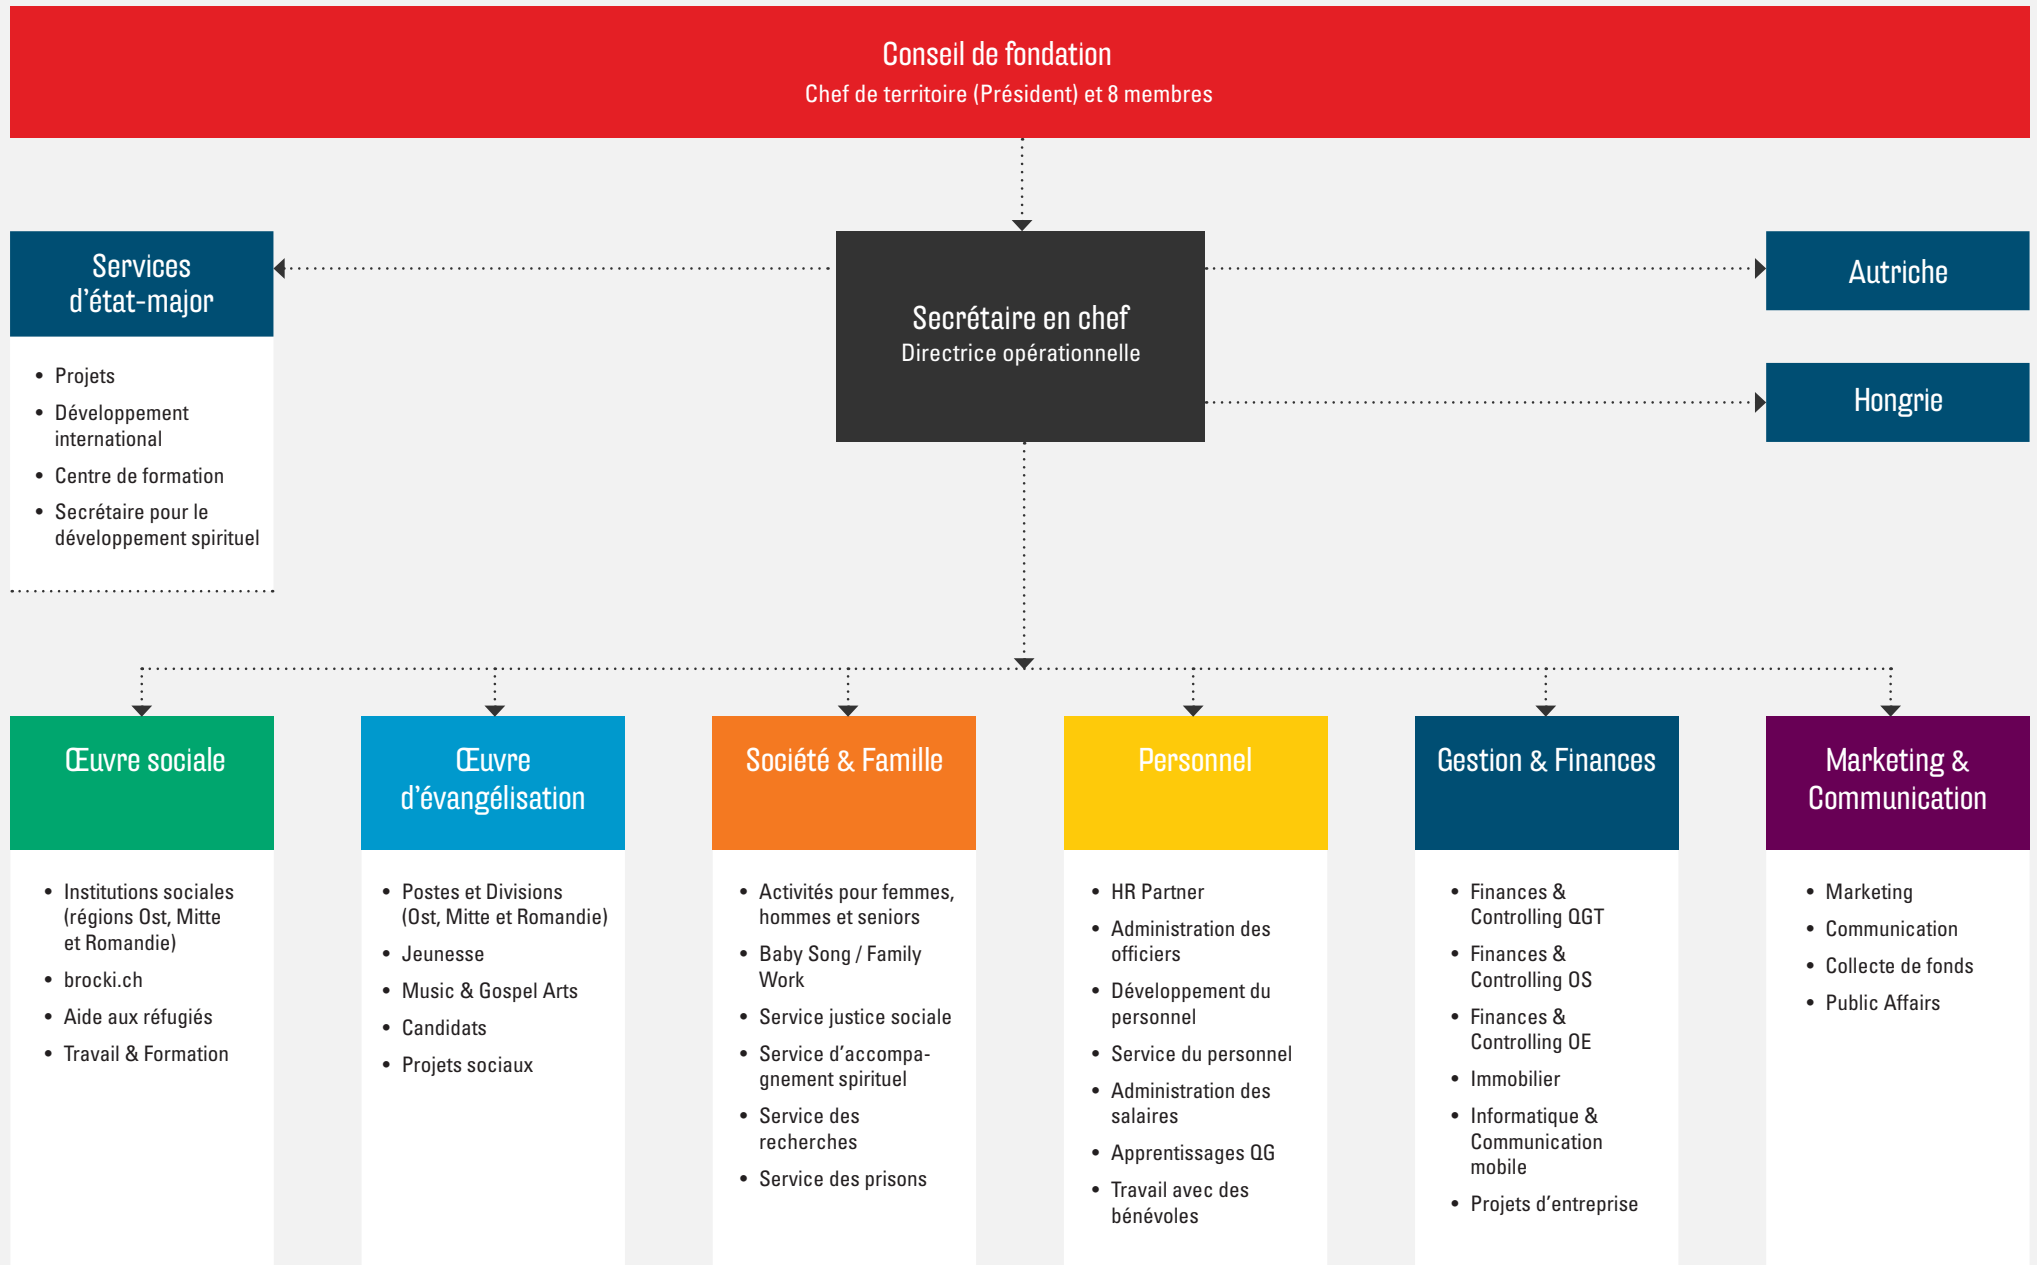 Conseil de fondation
Chef de territoire (Président) et 8 membres
Services
d'état-major
• Projets
• Développement
international
• Centre de formation
• Secrétaire pour le
développement spirituel
Secrétaire en chef
Directrice opérationnelle
Autriche
Hongrie
Œuvre sociale
• Institutions sociales
(régions Ost, Mitte
et Romandie)
• brocki.ch
• Aide aux réfugiés
• Travail & Formation
Œuvre
d'évangélisation
• Postes et Divisions
(Ost, Mitte et Romandie)
• Jeunesse
• Music & Gospel Arts
• Candidats
• Projets sociaux
Société & Famille
• Activités pour femmes,
hommes et seniors
• Baby Song / Family
Work
• Service justice sociale
• Service d'accompa-
gnement spirituel
• Service des
recherches
• Service des prisons
Personnel
• HR Partner
• Administration des
officiers
• Développement du
personnel
• Service du personnel
• Administration des
salaires
• Apprentissages QG
• Travail avec des
bénévoles
Gestion & Finances
• Finances &
Controlling QGT
• Finances &
Controlling OS
• Finances &
Controlling OE
• Immobilier
• Informatique &
Communication
mobile
• Projets d'entreprise
Marketing &
Communication
• Marketing
• Communication
• Collecte de fonds
• Public Affairs